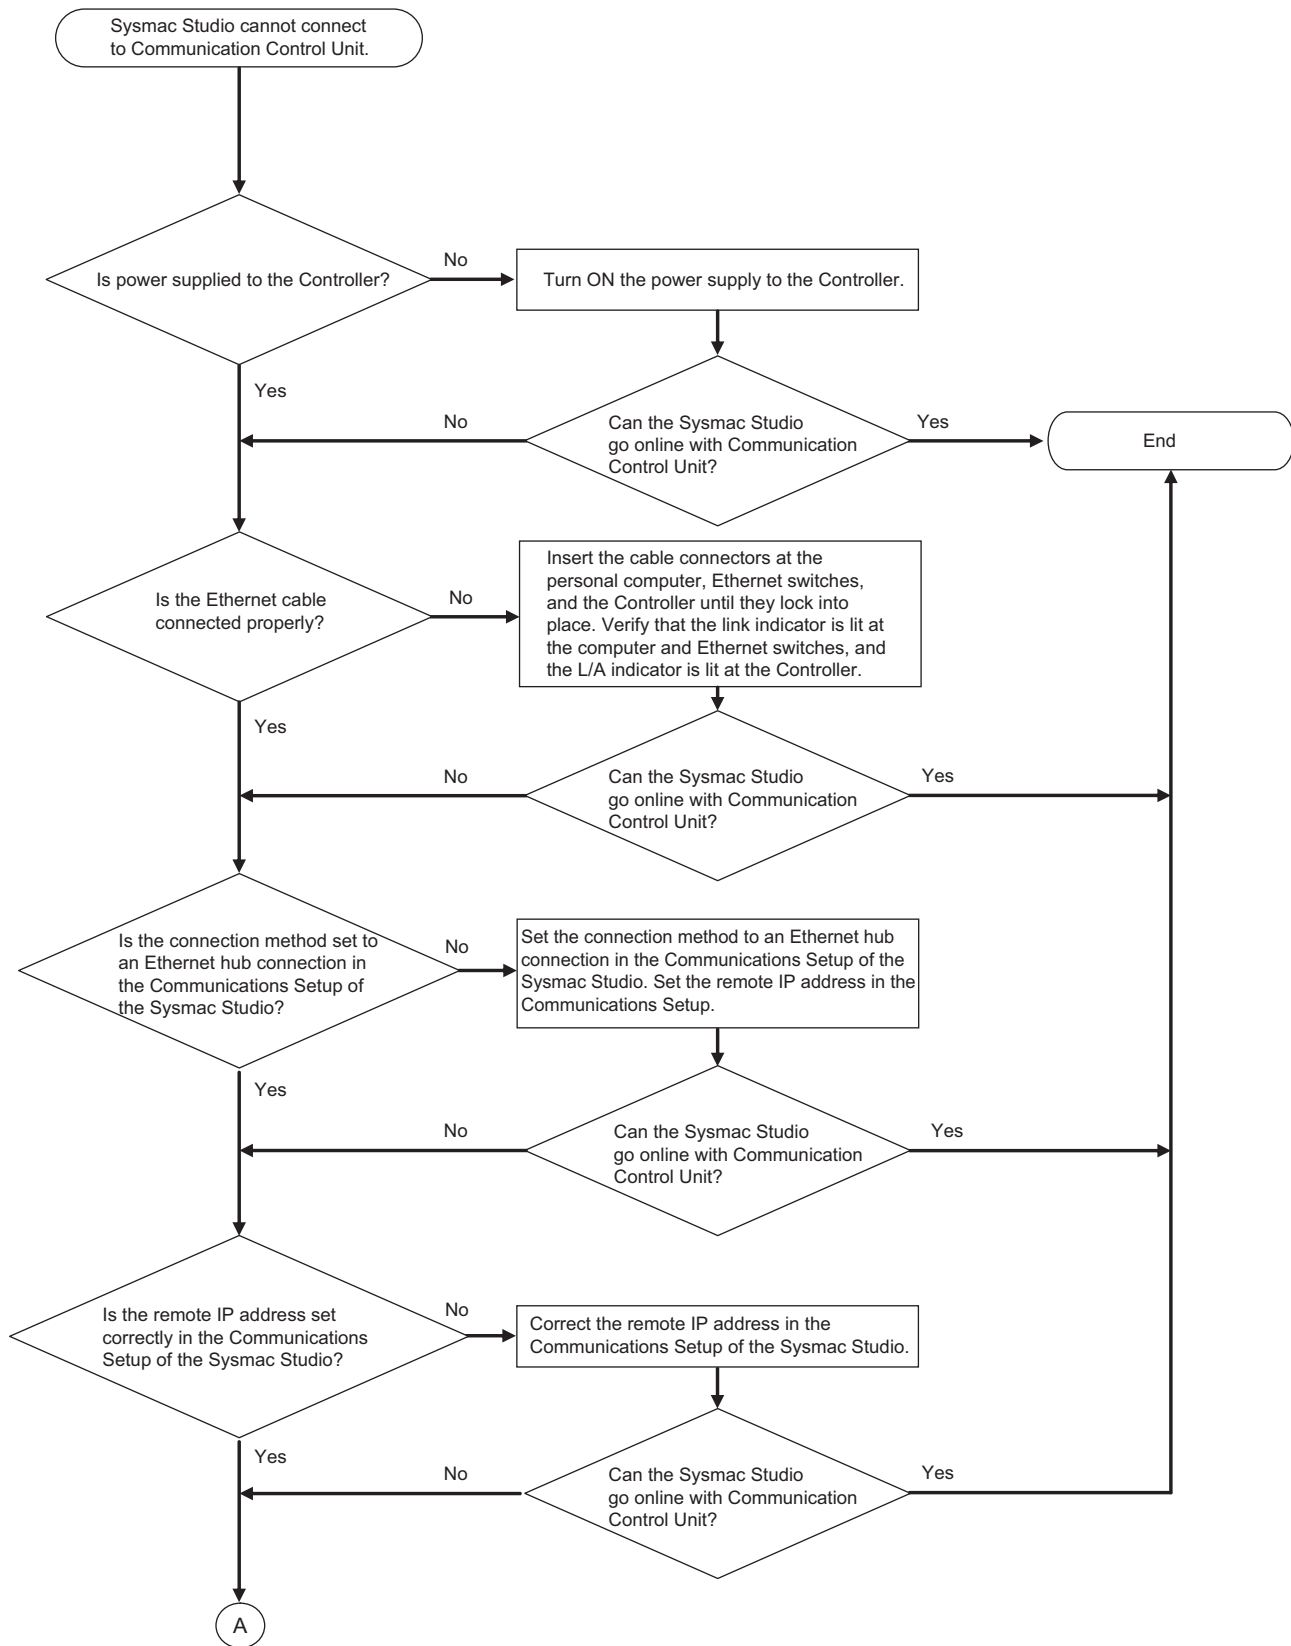 Sysmac Studio cannot connect
to Communication Control Unit.
Is power supplied to the Controller?
No
Turn ON the power supply to the Controller.
Yes
No
Can the Sysmac Studio
go online with Communication
Control Unit?
Yes
End
Is the Ethernet cable
connected properly?
No
Insert the cable connectors at the
personal computer, Ethernet switches,
and the Controller until they lock into
place. Verify that the link indicator is lit at
the computer and Ethernet switches, and
the L/A indicator is lit at the Controller.
Yes
No
Can the Sysmac Studio
go online with Communication
Control Unit?
Yes
Is the connection method set to
an Ethernet hub connection in
the Communications Setup of
the Sysmac Studio?
No
Set the connection method to an Ethernet hub
connection in the Communications Setup of the
Sysmac Studio. Set the remote IP address in the
Communications Setup.
Yes
No
Can the Sysmac Studio
go online with Communication
Control Unit?
Yes
Is the remote IP address set
correctly in the Communications
Setup of the Sysmac Studio?
No
Correct the remote IP address in the
Communications Setup of the Sysmac Studio.
Yes
No
Can the Sysmac Studio
go online with Communication
Control Unit?
Yes
A